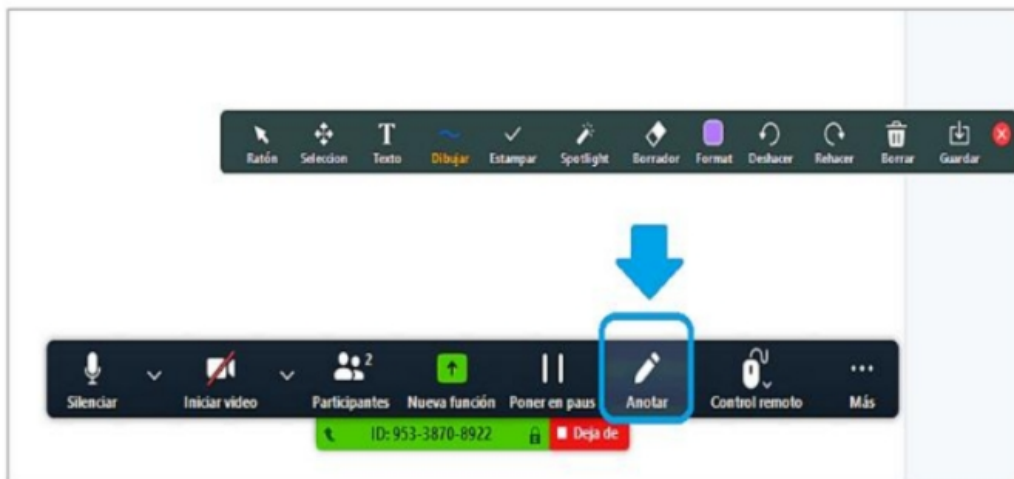 Ratón Seleccion Texto Dibujar Estampar Spotlight Borrador Format Deshacer Rehacer Borrar Guardar
2
Silenciar Iniciar video Participantes Nueva función Poner en paus Anotar Control remoto Más
ID: 953-3870-8922 Deja de